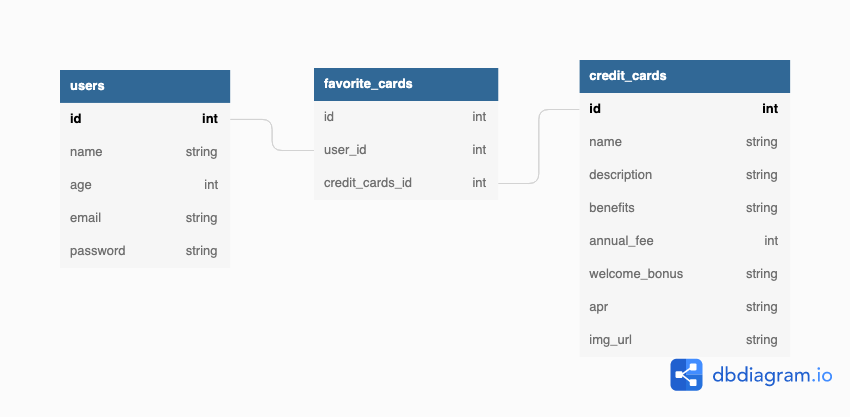 users
id int
name string
age int
email string
password string
favorite_cards
id int
user_id int
credit_cards_id int
credit_cards
id int
name string
description string
benefits string
annual_fee int
welcome_bonus string
apr string
img_url string
dbdiagram.io